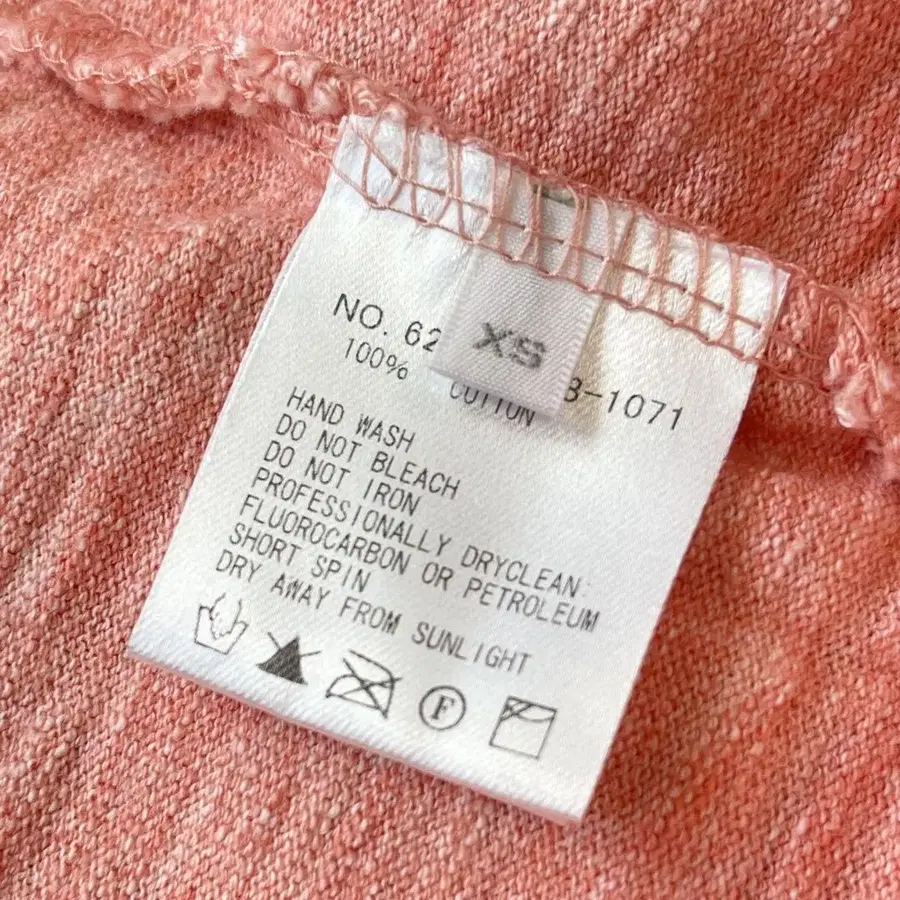 XS
NO. 62 3-1071
100% COTTON
HAND WASH
DO NOT BLEACH
DO NOT IRON
PROFESSIONALLY DRYCLEAN:
FLUOROCARBON OR PETROLEUM
SHORT SPIN
DRY AWAY FROM SUNLIGHT
F